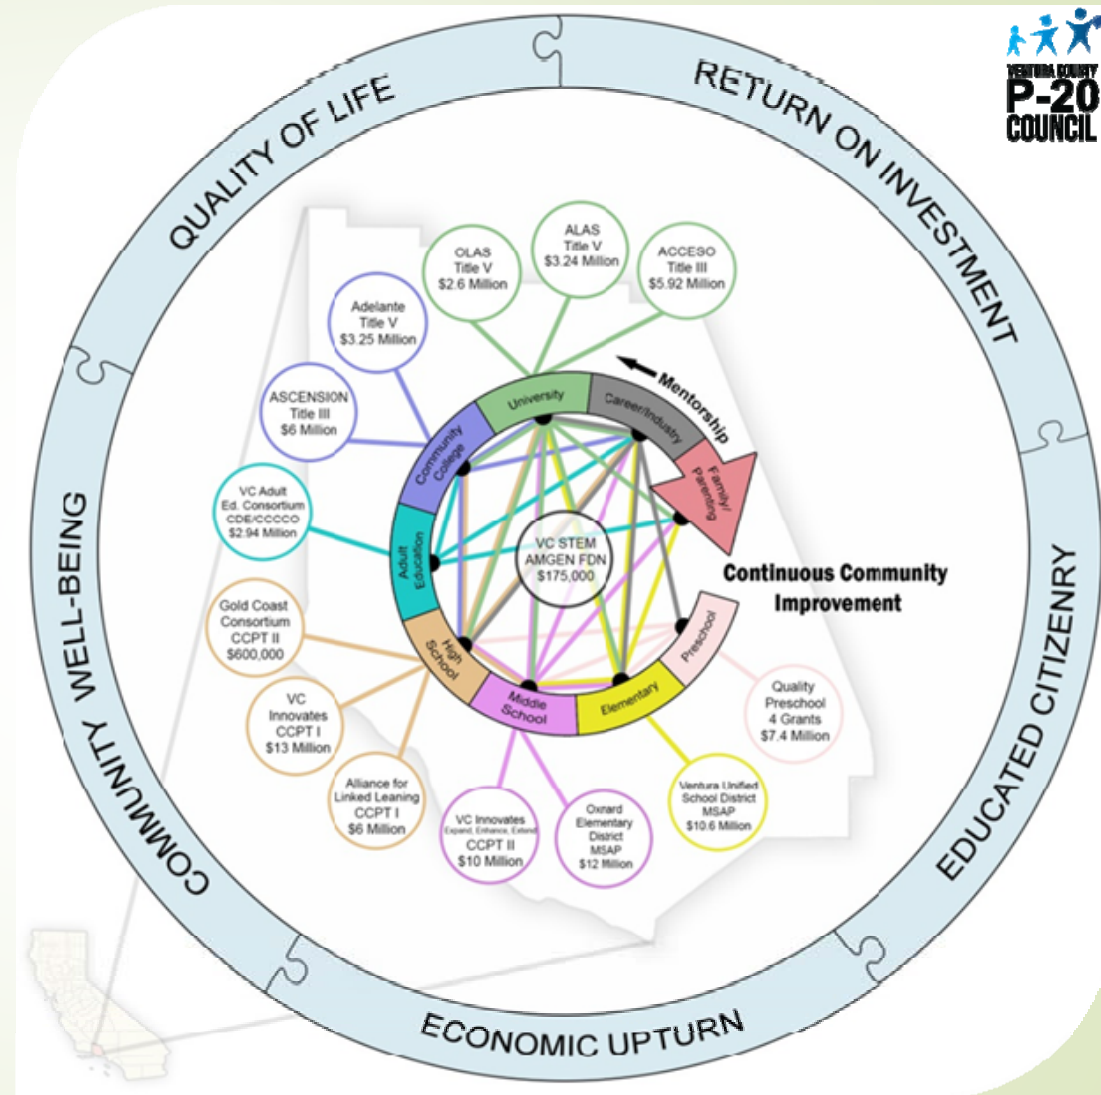 VENTURA COUNTY
P-20
COUNCIL
QUALITY OF LIFE
RETURN ON INVESTMENT
EDUCATED CITIZENRY
ECONOMIC UPTURN
COMMUNITY WELL-BEING
OLAS
Title V
$2.6 Million
ALAS
Title V
$3.24 Million
ACCESO
Title III
$5.92 Million
Adelante
Title V
$3.25 Million
ASCENSION
Title III
$6 Million
VC Adult
Ed. Consortium
CDE/CCCCO
$2.94 Million
Gold Coast
Consortium
CCPT II
$600,000
VC
Innovates
CCPT I
$13 Million
Alliance for
Linked Leaning
CCPT I
$6 Million
VC Innovates
Expand, Enhance, Extend
CCPT II
$10 Million
Oxnard
Elementary
District
MSAP
$12 Million
Ventura Unified
School District
MSAP
$10.6 Million
Quality
Preschool
4 Grants
$7.4 Million
Mentorship
University
Career/Industry
Family/
Parenting
Community
College
Adult
Education
High
School
Middle
School
Elementary
Preschool
VC STEM
AMGEN FDN
$175,000
Continuous Community
Improvement